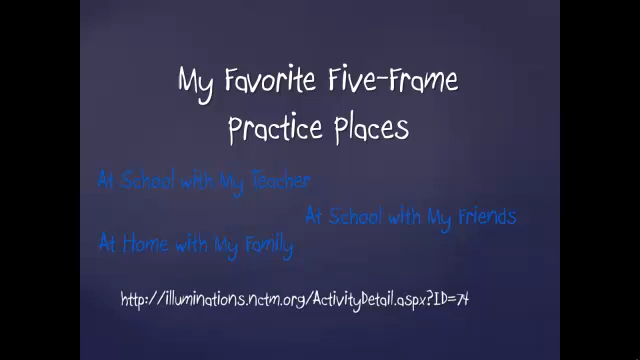 My Favorite Five-Frame
Practice Places
At School with My Teacher
At School with My Friends
At Home with My Family
http://illuminations.nctm.org/ActivityDetail.aspx?ID=74